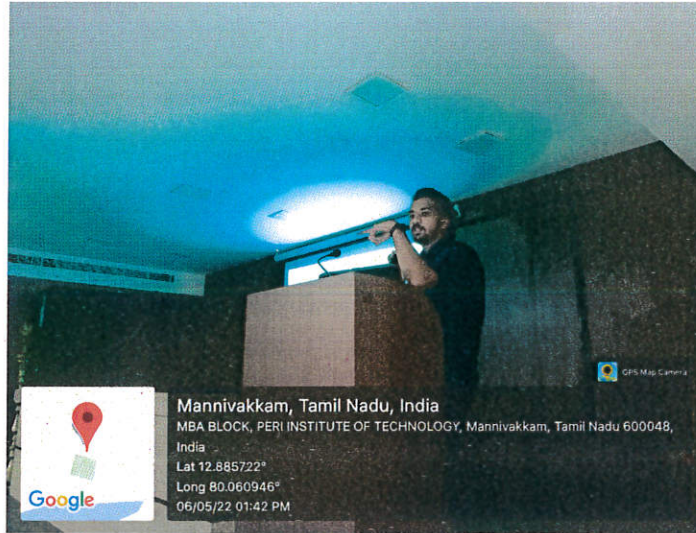 GPS Map Camera
Mannivakkam, Tamil Nadu, India
MBA BLOCK, PERI INSTITUTE OF TECHNOLOGY, Mannivakkam, Tamil Nadu 600048,
India
Lat 12.885722°
Long 80.060946°
06/05/22 01:42 PM
Google